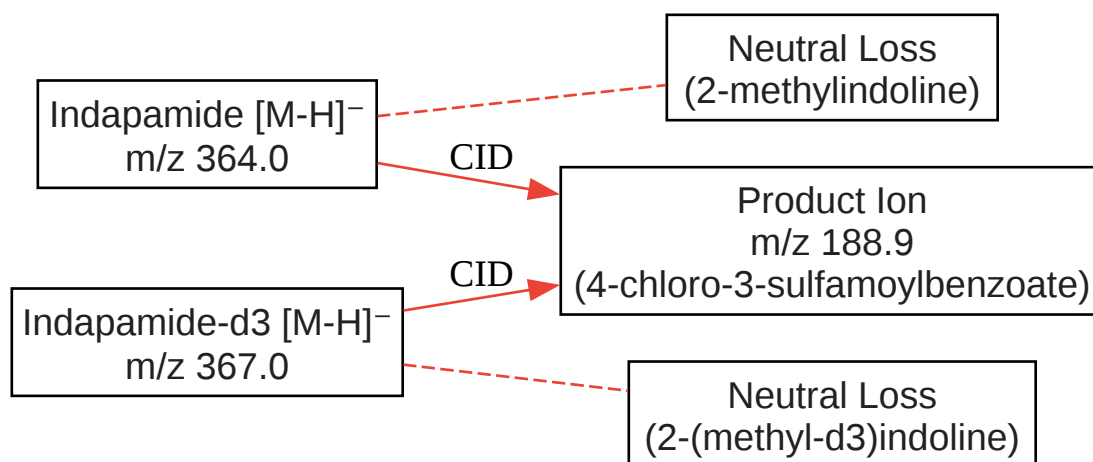 Neutral Loss
(2-methylindoline)
Indapamide [M-H]⁻
m/z 364.0
CID
Product Ion
m/z 188.9
(4-chloro-3-sulfamoylbenzoate)
CID
Indapamide-d3 [M-H]⁻
m/z 367.0
Neutral Loss
(2-(methyl-d3)indoline)